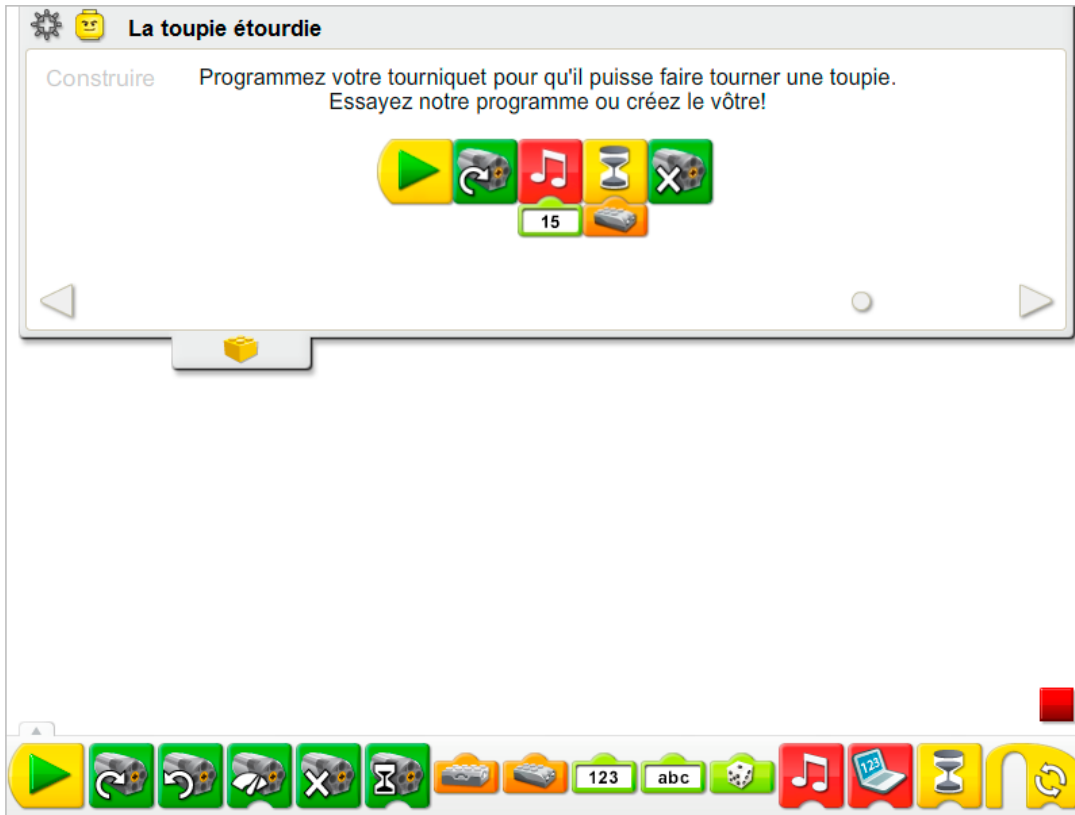 La toupie étourdie
Construire
Programmez votre tourniquet pour qu'il puisse faire tourner une toupie.
Essayez notre programme ou créez le vôtre!
15
123
abc
123